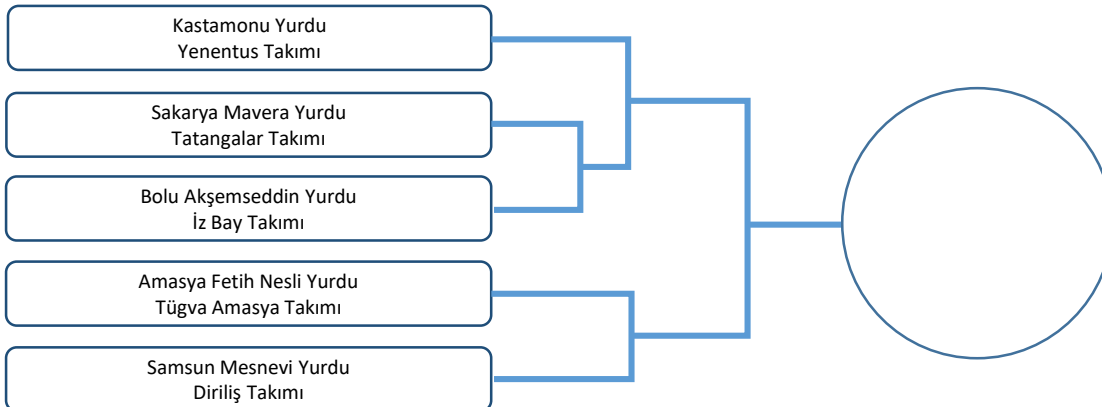 Kastamonu Yurdu
Yenentus Takımı
Sakarya Mavera Yurdu
Tatangalar Takımı
Bolu Akşemseddin Yurdu
İz Bay Takımı
Amasya Fetih Nesli Yurdu
Tügva Amasya Takımı
Samsun Mesnevi Yurdu
Diriliş Takımı